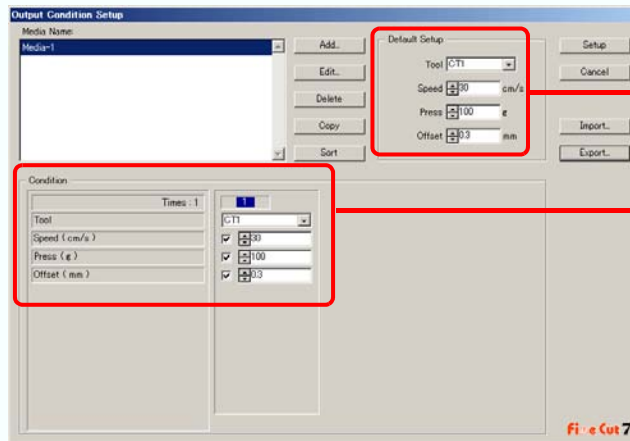 Output Condition Setup
Media Name:
Media-1
Add..
Edit..
Delete
Copy
Sort
Default Setup
Tool CT1
Speed 30 cm/s
Press 100 g
Offset 0.3 mm
Setup
Cancel
Import..
Export..
Condition
Times : 1 1
Tool CT1
Speed ( cm/s ) 30
Press ( g ) 100
Offset ( mm ) 0.3
Fine Cut 7